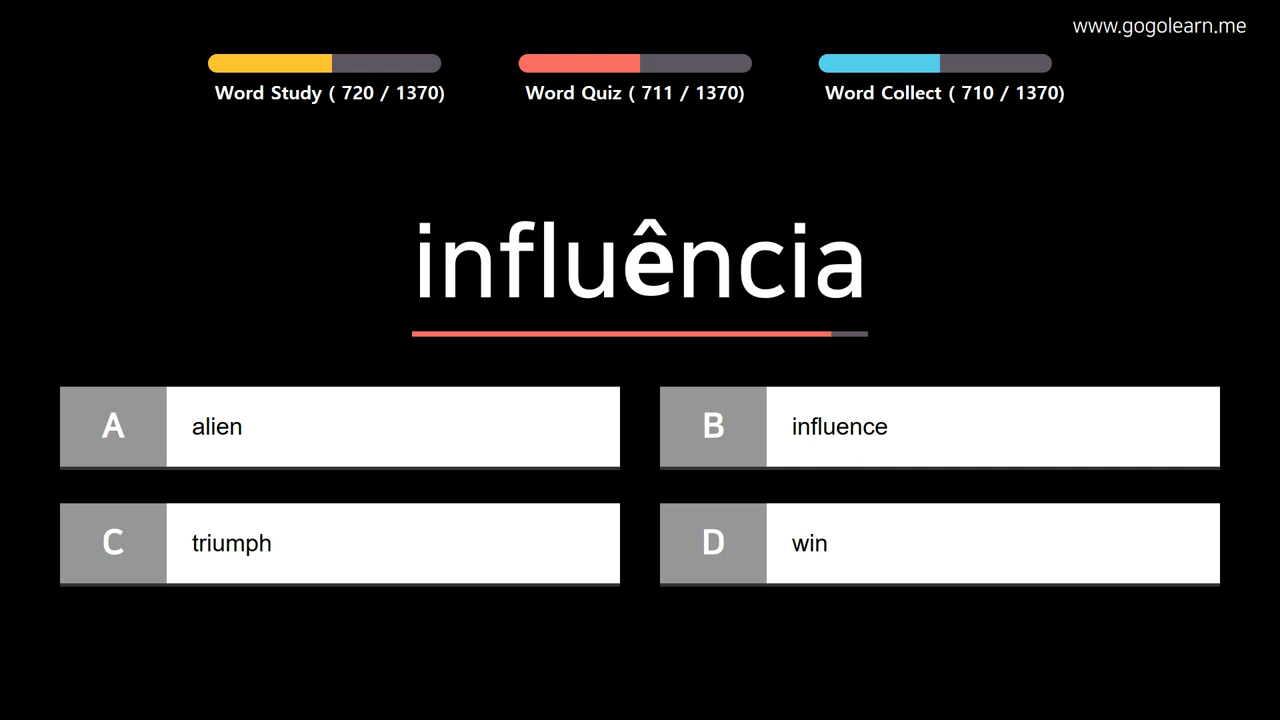 www.gogolearn.me
Word Study ( 720 / 1370)
Word Quiz ( 711 / 1370)
Word Collect ( 710 / 1370)
influência
A alien
B influence
C triumph
D win